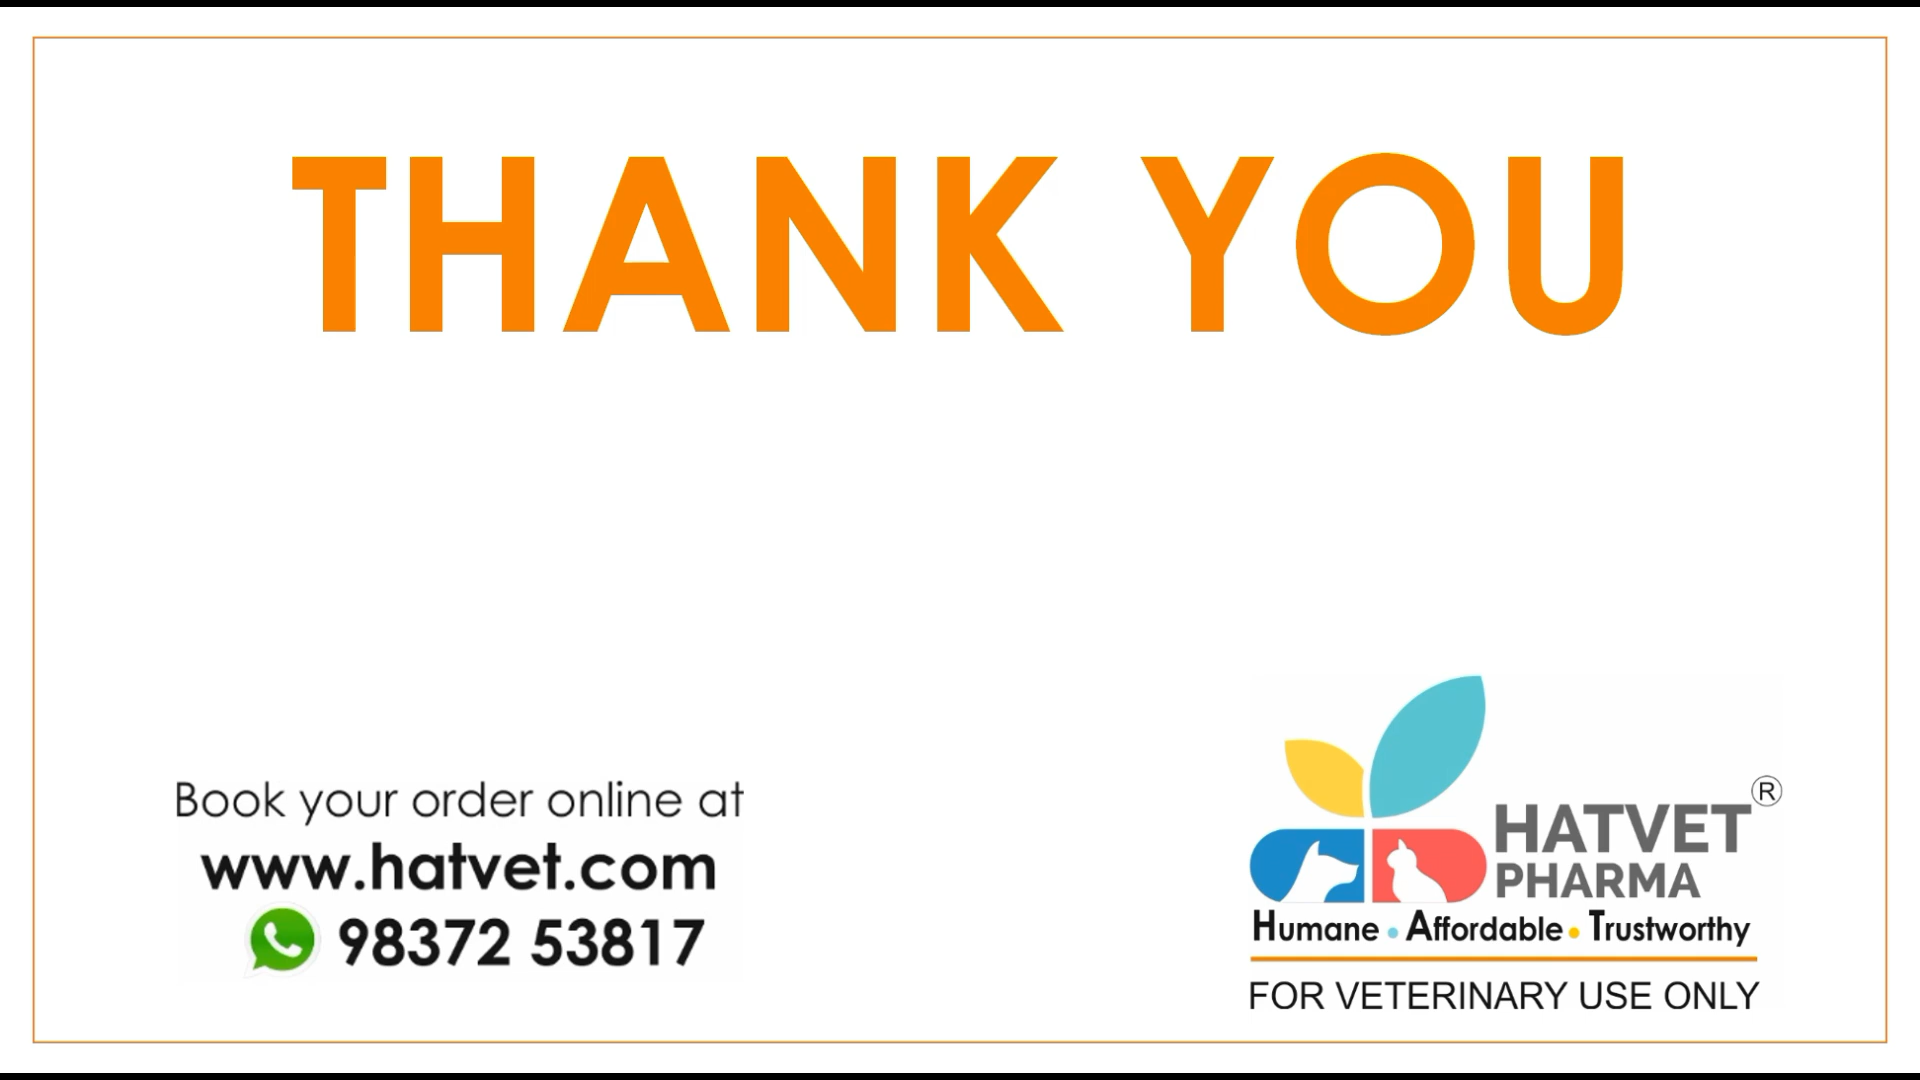 THANK YOU
Book your order online at
www.hatvet.com
98372 53817
HATVET®
PHARMA
Humane • Affordable • Trustworthy
FOR VETERINARY USE ONLY